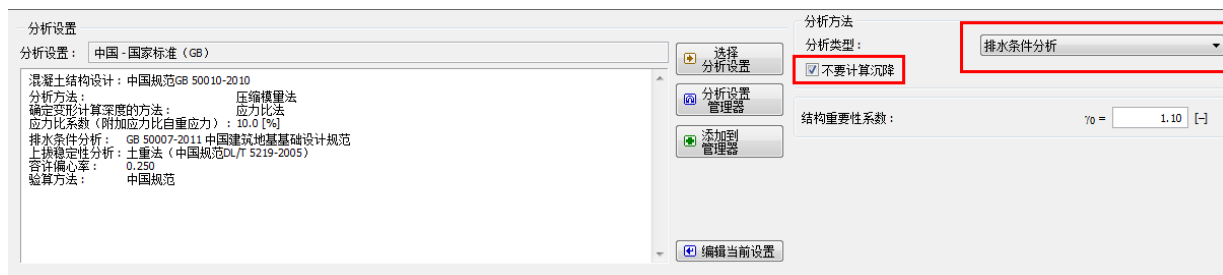 分析设置
分析设置： 中国 - 国家标准（GB）
混凝土结构设计：中国规范GB 50010-2010
分析方法： 压缩模量法
确定变形计算深度的方法： 应力比法
应力比系数（附加应力比自重应力）：10.0 [%]
排水条件分析： GB 50007-2011 中国建筑地基基础设计规范
上拔稳定性分析：土重法（中国规范DL/T 5219-2005）
容许偏心率： 0.250
验算方法： 中国规范
选择
分析设置
分析设置
管理器
添加到
管理器
编辑当前设置
分析方法
分析类型： 排水条件分析
不要计算沉降
结构重要性系数： γ0 = 1.10 [–]